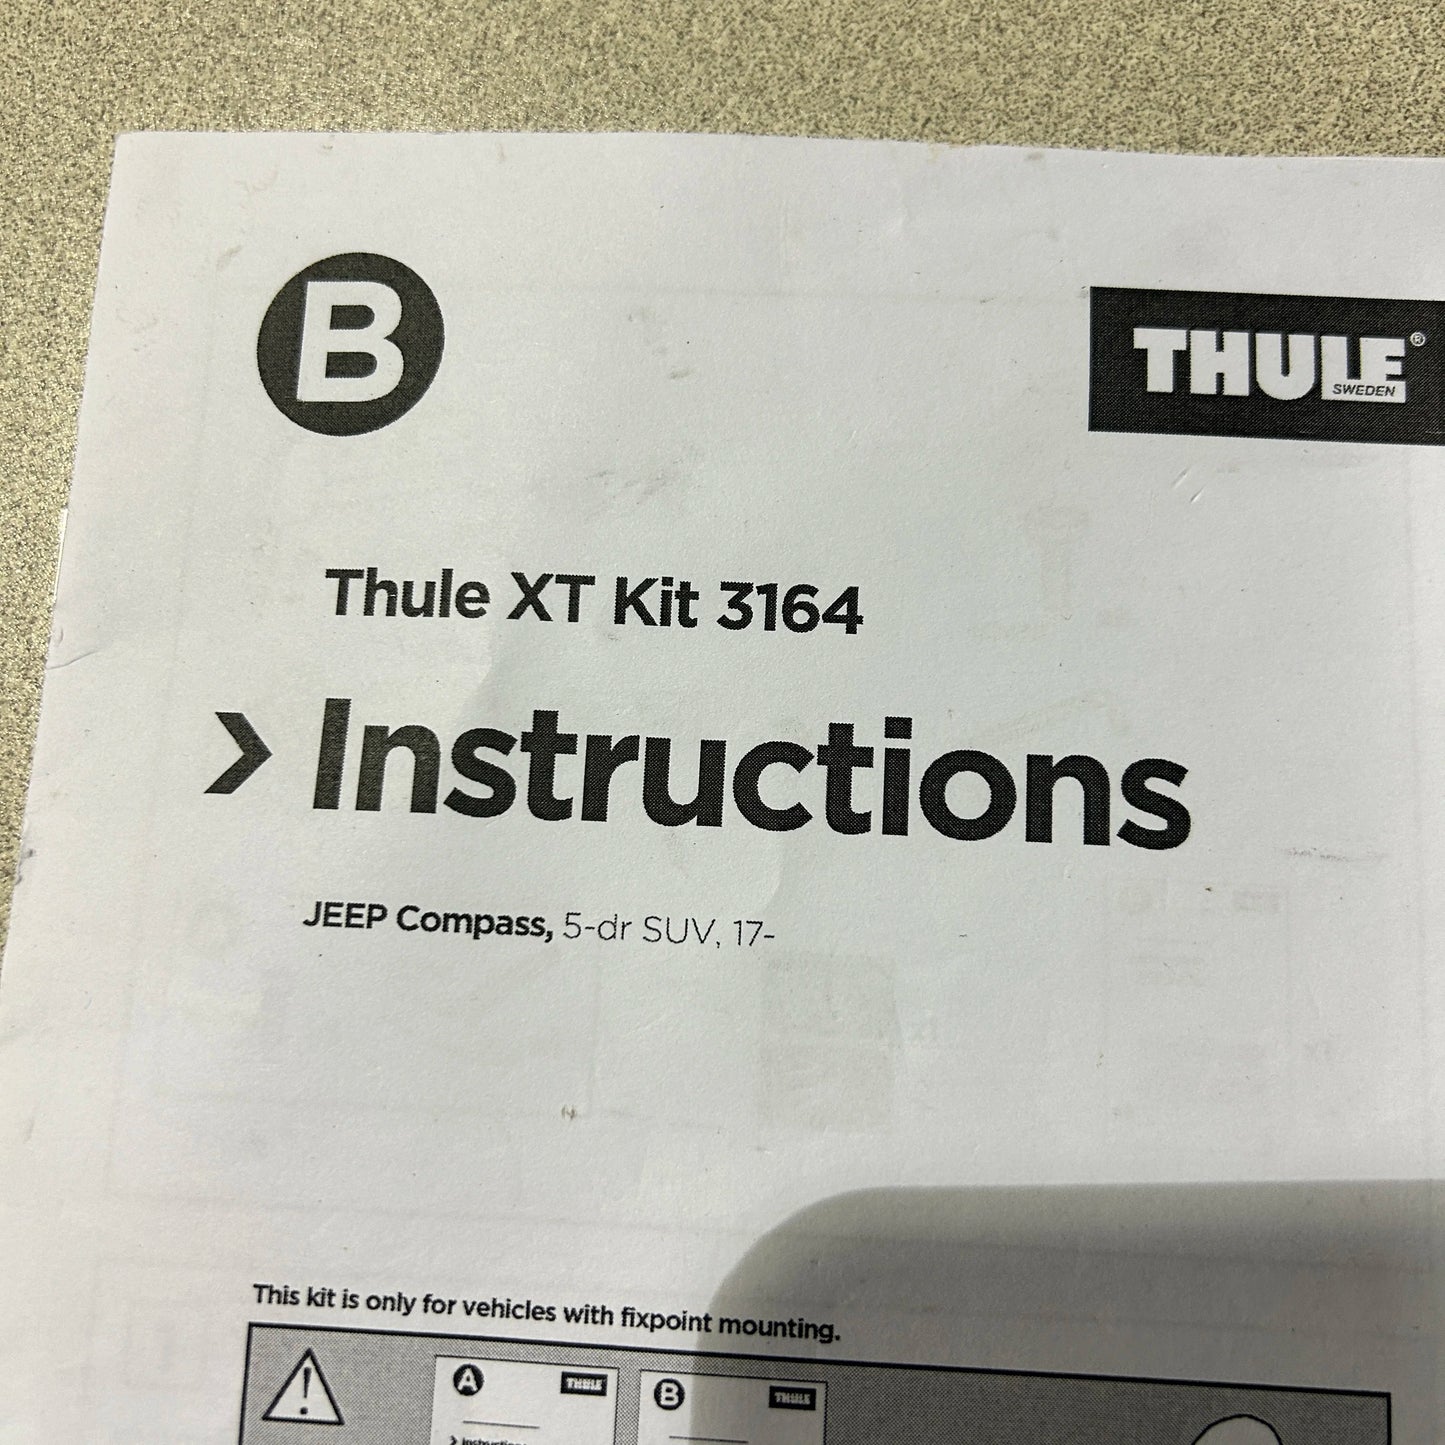 B
THULE®
SWEDEN
Thule XT Kit 3164
› Instructions
JEEP Compass, 5-dr SUV, 17-
This kit is only for vehicles with fixpoint mounting.
A THULE B THULE
› Instructions